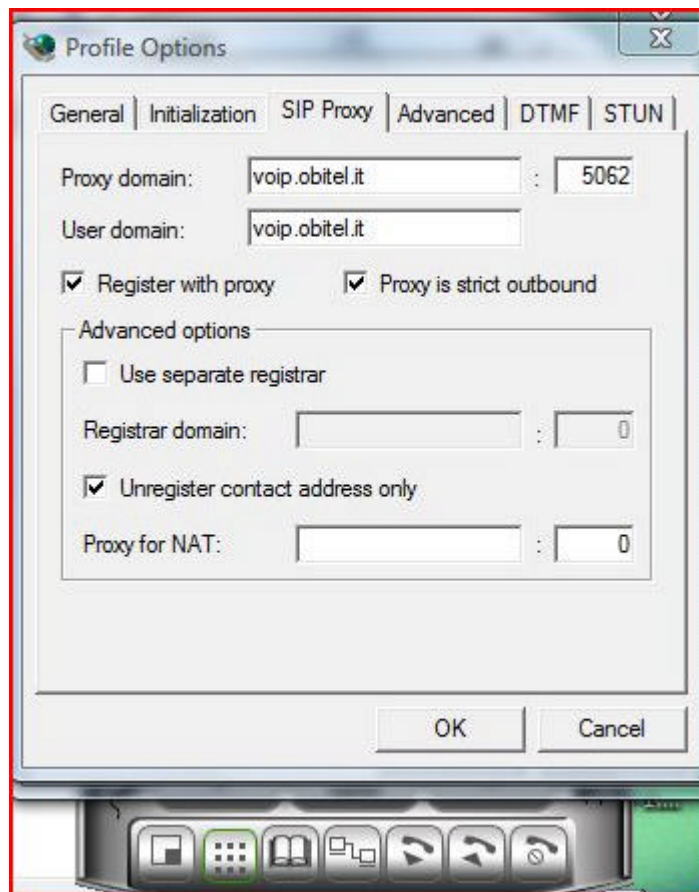 Profile Options
General Initialization SIP Proxy Advanced DTMF STUN
Proxy domain: voip.obitel.it : 5062
User domain: voip.obitel.it
Register with proxy Proxy is strict outbound
Advanced options
Use separate registrar
Registrar domain: : 0
Unregister contact address only
Proxy for NAT: : 0
OK Cancel